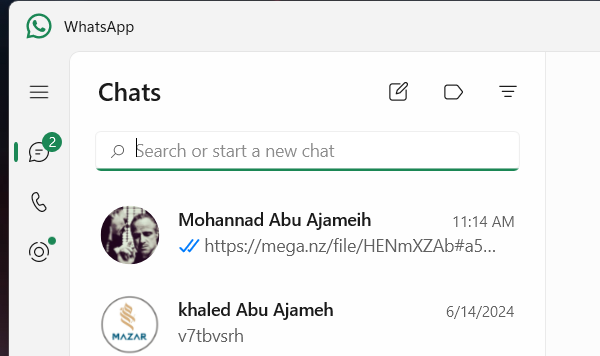 WhatsApp
Chats
2
Search or start a new chat
Mohannad Abu Ajameih
11:14 AM
https://mega.nz/file/HENmXZAb#a5...
khaled Abu Ajameh
6/14/2024
MAZAR
v7tbvsrh